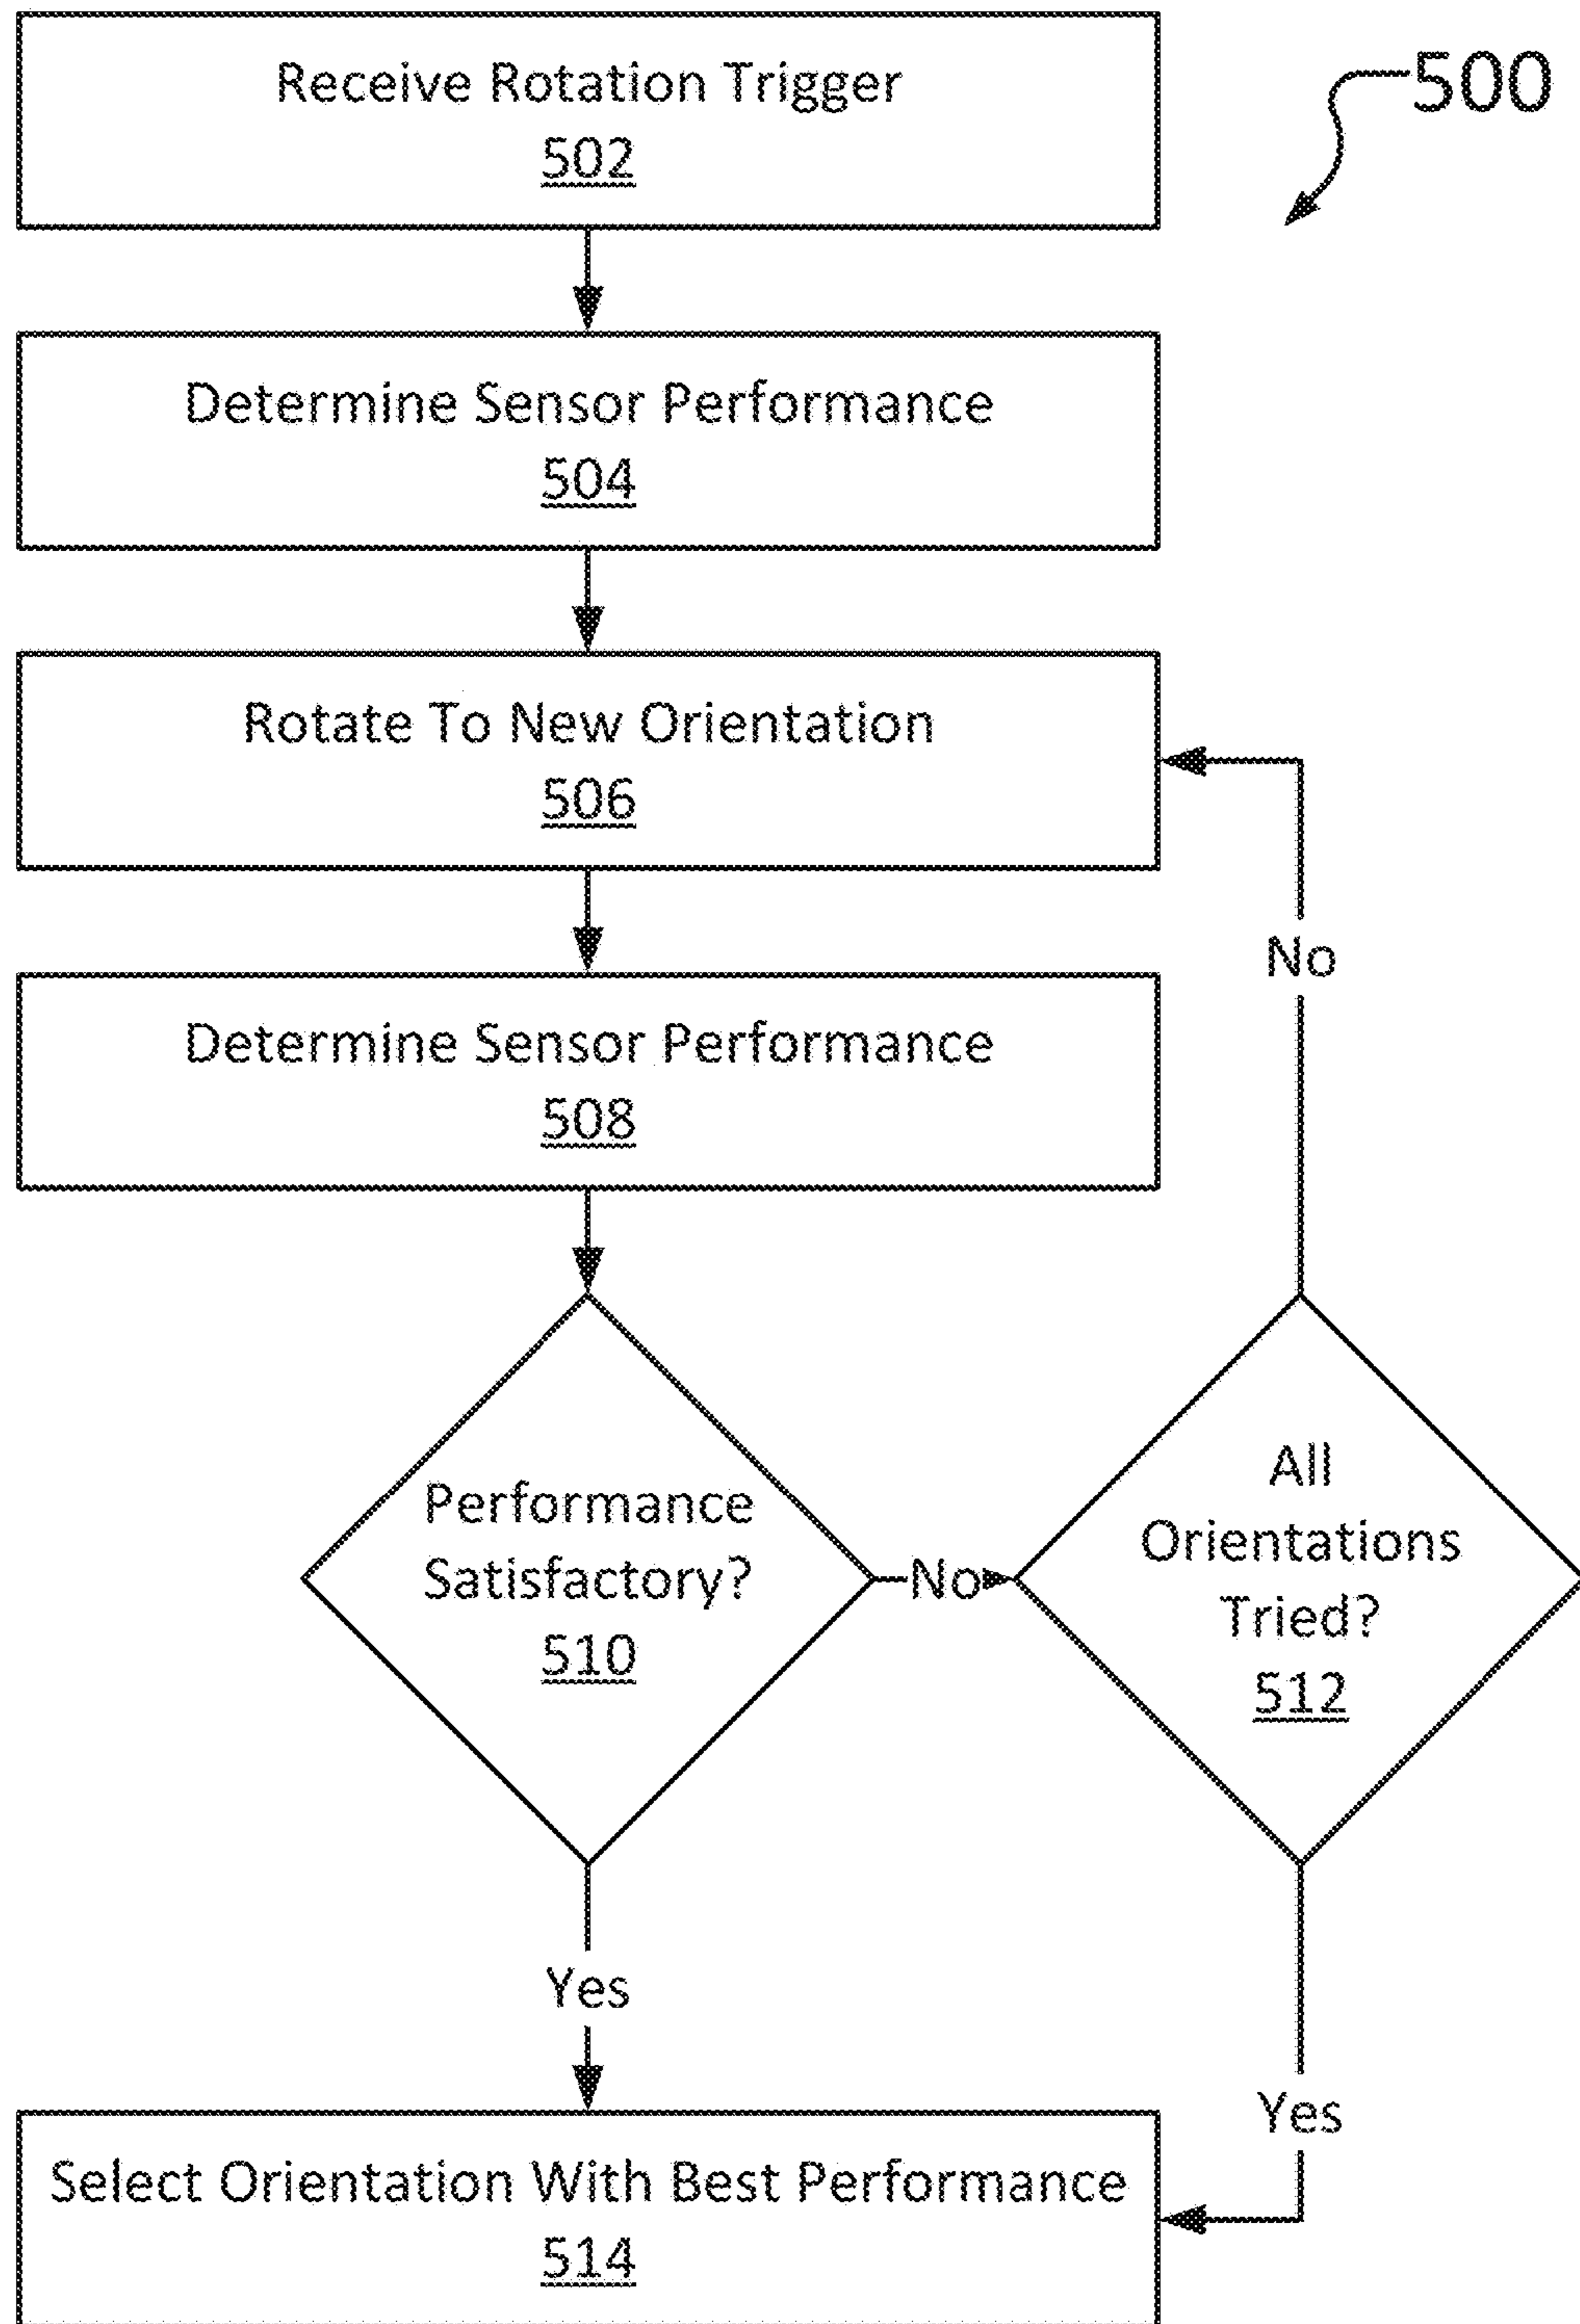 Receive Rotation Trigger
502
500
Determine Sensor Performance
504
Rotate To New Orientation
506
No
Determine Sensor Performance
508
Performance
Satisfactory?
510
No
All
Orientations
Tried?
512
Yes
Yes
Select Orientation With Best Performance
514